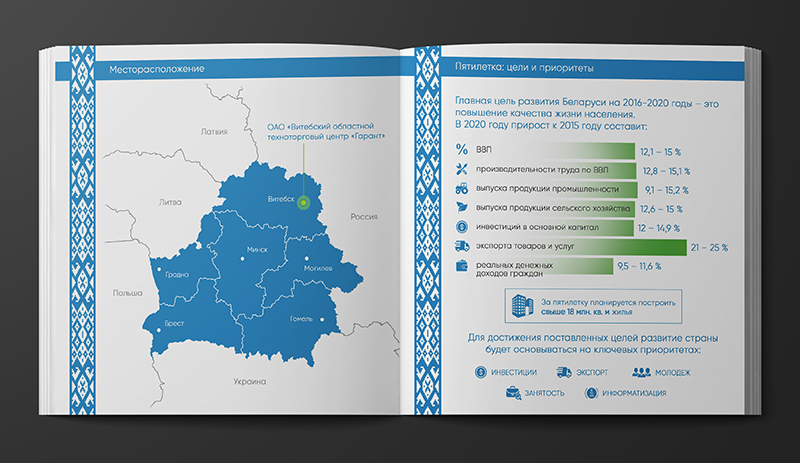 Месторасположение
Латвия
ОАО «Витебский областной
техноторговый центр «Гарант»
Литва
Витебск
Россия
Минск
Гродно
Могилев
Польша
Брест
Гомель
Украина
Пятилетка: цели и приоритеты
Главная цель развития Беларуси на 2016-2020 годы – это
повышение качества жизни населения.
В 2020 году прирост к 2015 году составит:
% ВВП 12,1 – 15 %
производительности труда по ВВП 12,8 – 15,1%
выпуска продукции промышленности 9,1 – 15,2%
выпуска продукции сельского хозяйства 12,6 – 15 %
инвестиций в основной капитал 12 – 14,9%
экспорта товаров и услуг 21 – 25 %
реальных денежных
доходов граждан 9,5 – 11,6%
За пятилетку планируется построить
свыше 18 млн. кв. м жилья
Для достижения поставленных целей развитие страны
будет основываться на ключевых приоритетах:
ИНВЕСТИЦИИ ЭКСПОРТ МОЛОДЕЖ
ЗАНЯТОСТЬ ИНФОРМАТИЗАЦИЯ